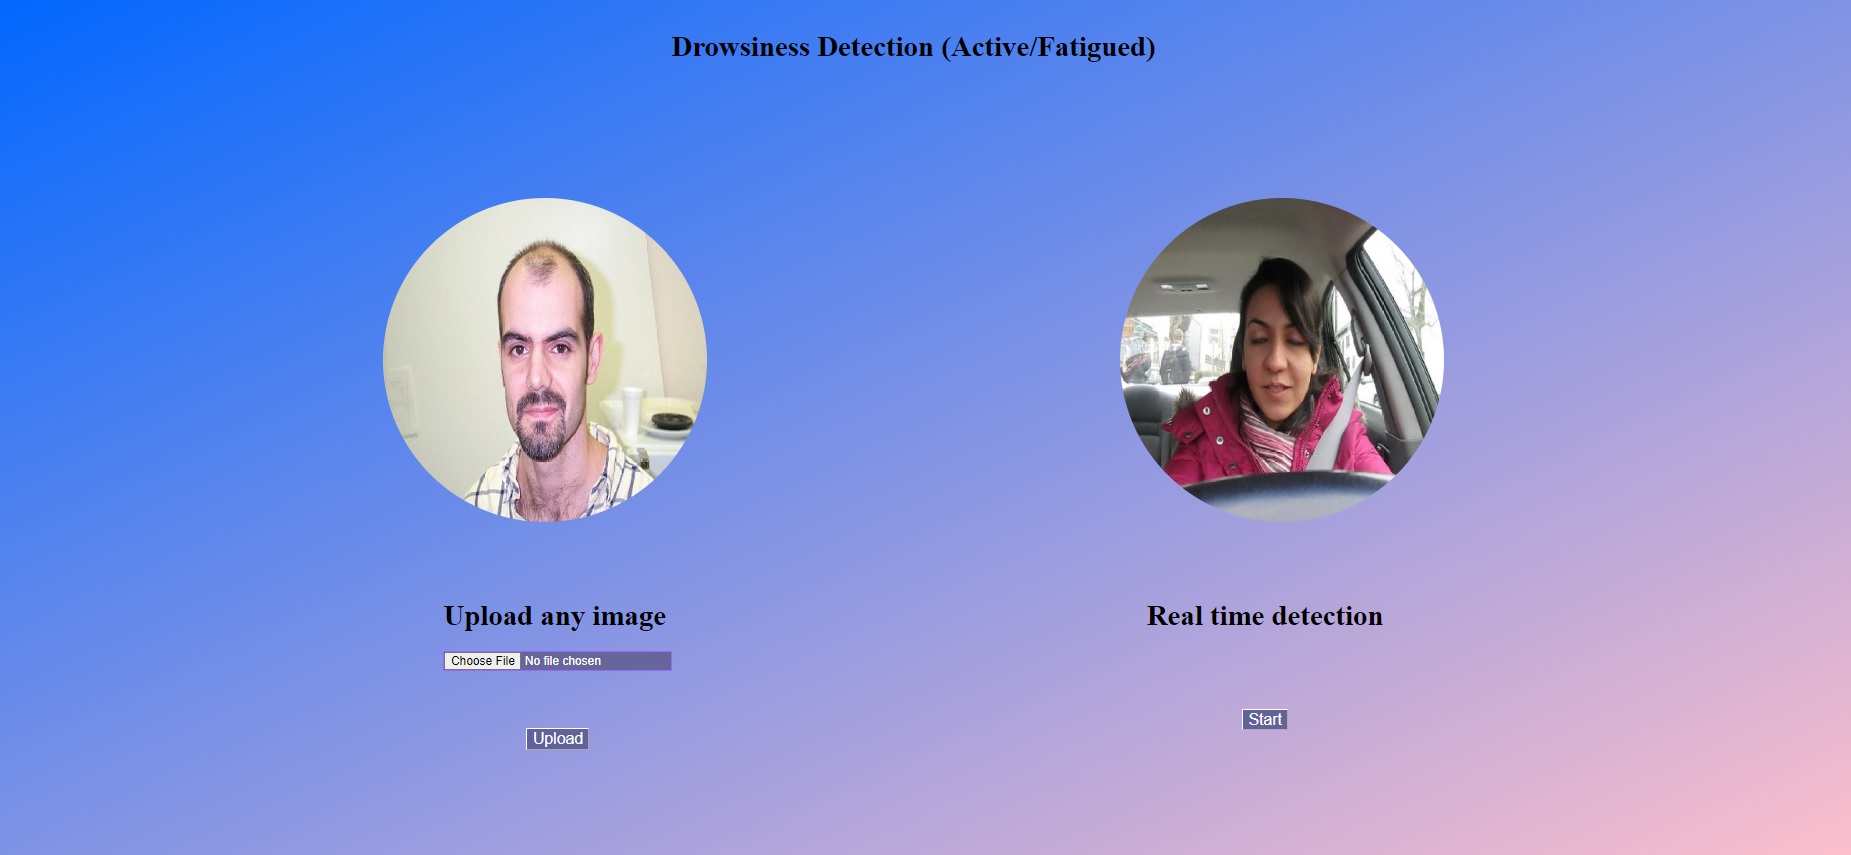 Drowsiness Detection (Active/Fatigued)
Upload any image
Choose File No file chosen
Upload
Real time detection
Start